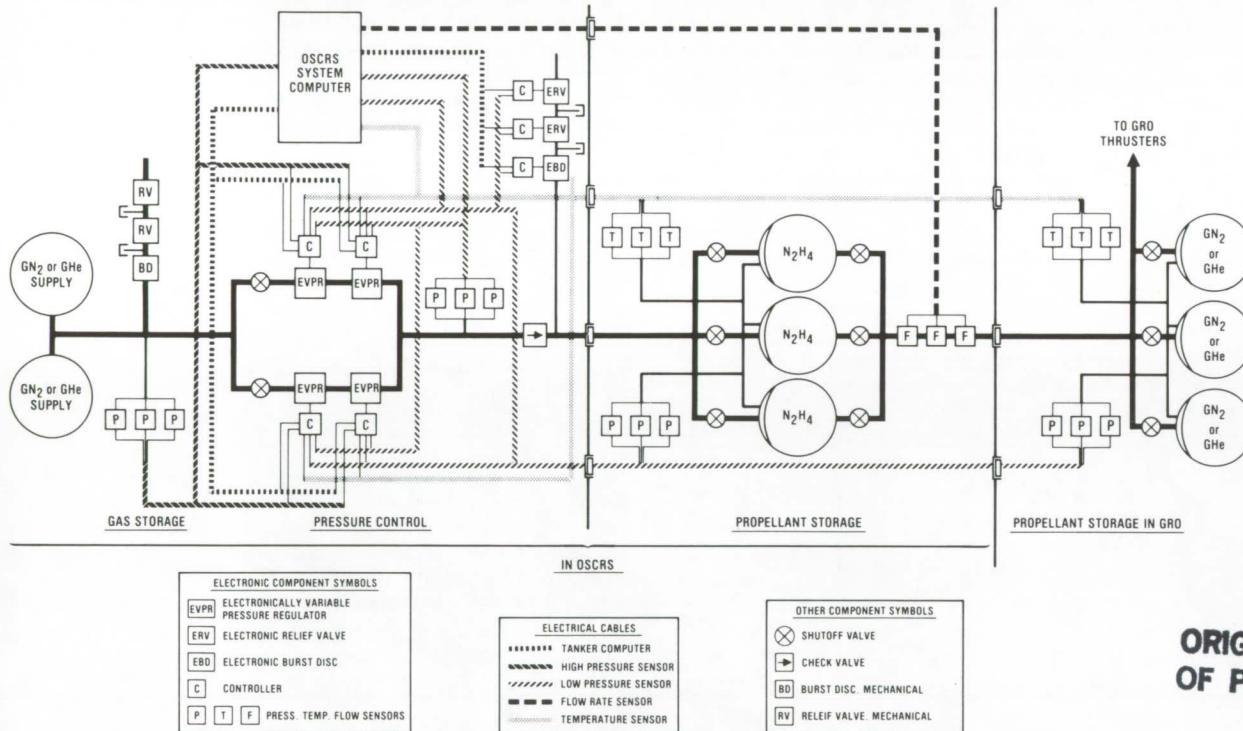 OSCRS
SYSTEM
COMPUTER
C
ERV
C
ERV
C
EBD
RV
RV
BD
GN2 or GHe
SUPPLY
GN2 or GHe
SUPPLY
P P P
C C
EVPR EVPR
EVPR EVPR
C C
P P P
T T T
N2H4
N2H4
N2H4
P P P
F F F
TO GRO
THRUSTERS
T T T
P P P
GN2
or
GHe
GN2
or
GHe
GN2
or
GHe
GAS STORAGE
PRESSURE CONTROL
PROPELLANT STORAGE
PROPELLANT STORAGE IN GRO
IN OSCRS
ELECTRONIC COMPONENT SYMBOLS
EVPR ELECTRONICALLY VARIABLE
PRESSURE REGULATOR
ERV ELECTRONIC RELIEF VALVE
EBD ELECTRONIC BURST DISC
C CONTROLLER
P T F PRESS. TEMP. FLOW SENSORS
ELECTRICAL CABLES
TANKER COMPUTER
HIGH PRESSURE SENSOR
LOW PRESSURE SENSOR
FLOW RATE SENSOR
TEMPERATURE SENSOR
OTHER COMPONENT SYMBOLS
SHUTOFF VALVE
CHECK VALVE
BD BURST DISC. MECHANICAL
RV RELEIF VALVE. MECHANICAL
ORIG
OF P